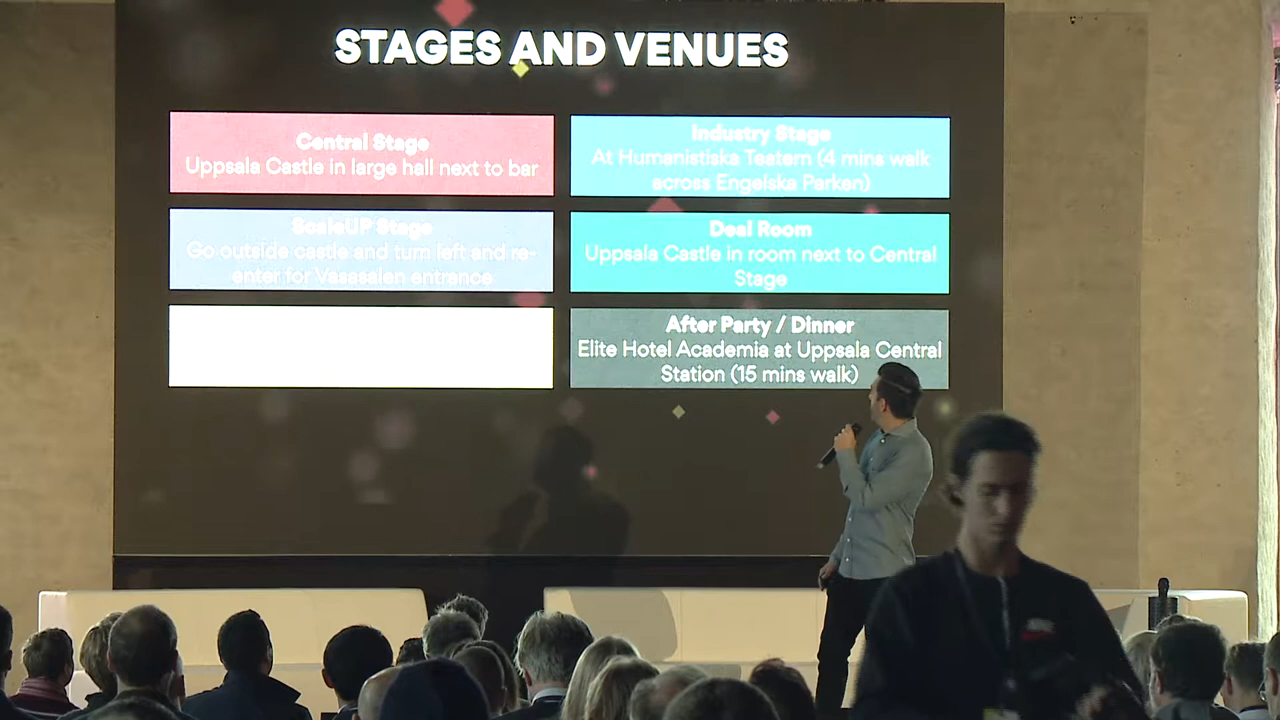 STAGES AND VENUES
Central Stage
Uppsala Castle in large hall next to bar
Industry Stage
At Humanistiska Teatern (4 mins walk
across Engelska Parken)
ScaleUP Stage
Go outside castle and turn left and re-
enter for Vasasalen entrance
Deal Room
Uppsala Castle in room next to Central
Stage
After Party / Dinner
Elite Hotel Academia at Uppsala Central
Station (15 mins walk)